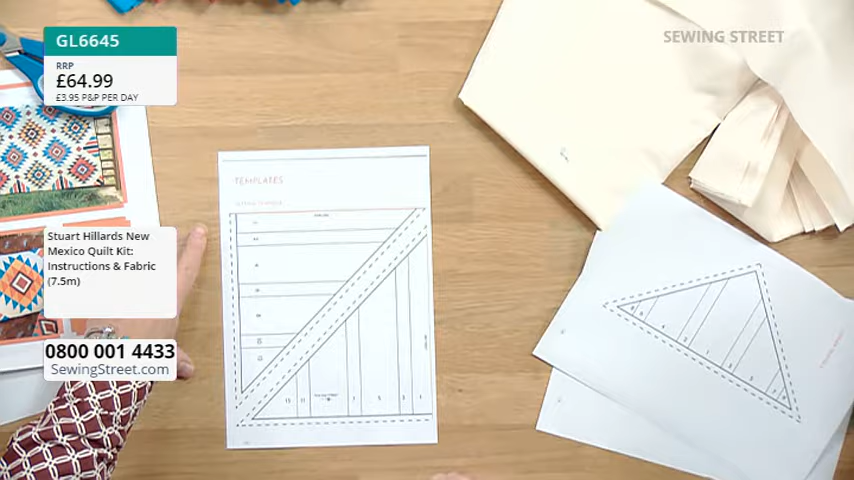 GL6645
RRP
£64.99
£3.95 P&P PER DAY
SEWING STREET
TEMPLATES
Stuart Hillards New
Mexico Quilt Kit:
Instructions & Fabric
(7.5m)
0800 001 4433
SewingStreet.com